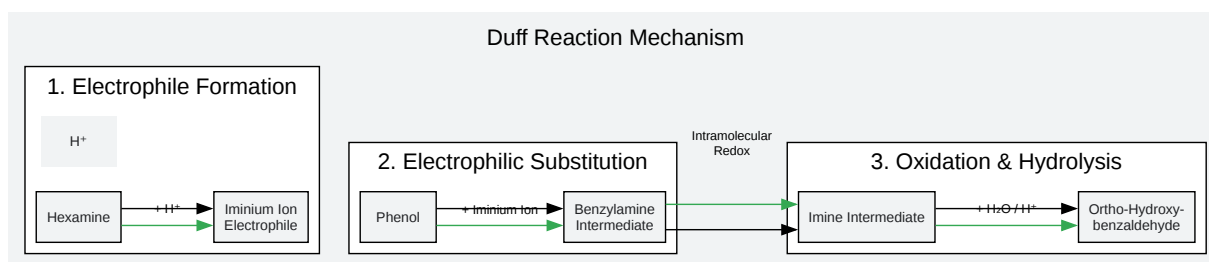 Duff Reaction Mechanism
1. Electrophile Formation
H⁺
Hexamine
+ H⁺
Iminium Ion
Electrophile
2. Electrophilic Substitution
Phenol
+ Iminium Ion
Benzylamine
Intermediate
Intramolecular
Redox
3. Oxidation & Hydrolysis
Imine Intermediate
+ H₂O / H⁺
Ortho-Hydroxy-
benzaldehyde